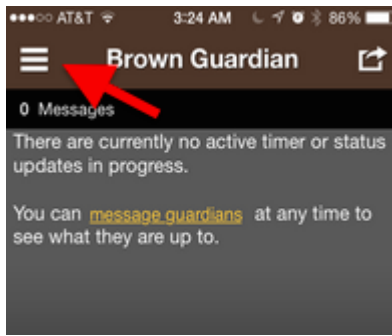 AT&T 3:24 AM 86%
Brown Guardian
0 Messages
There are currently no active timer or status
updates in progress.
You can message guardians at any time to
see what they are up to.